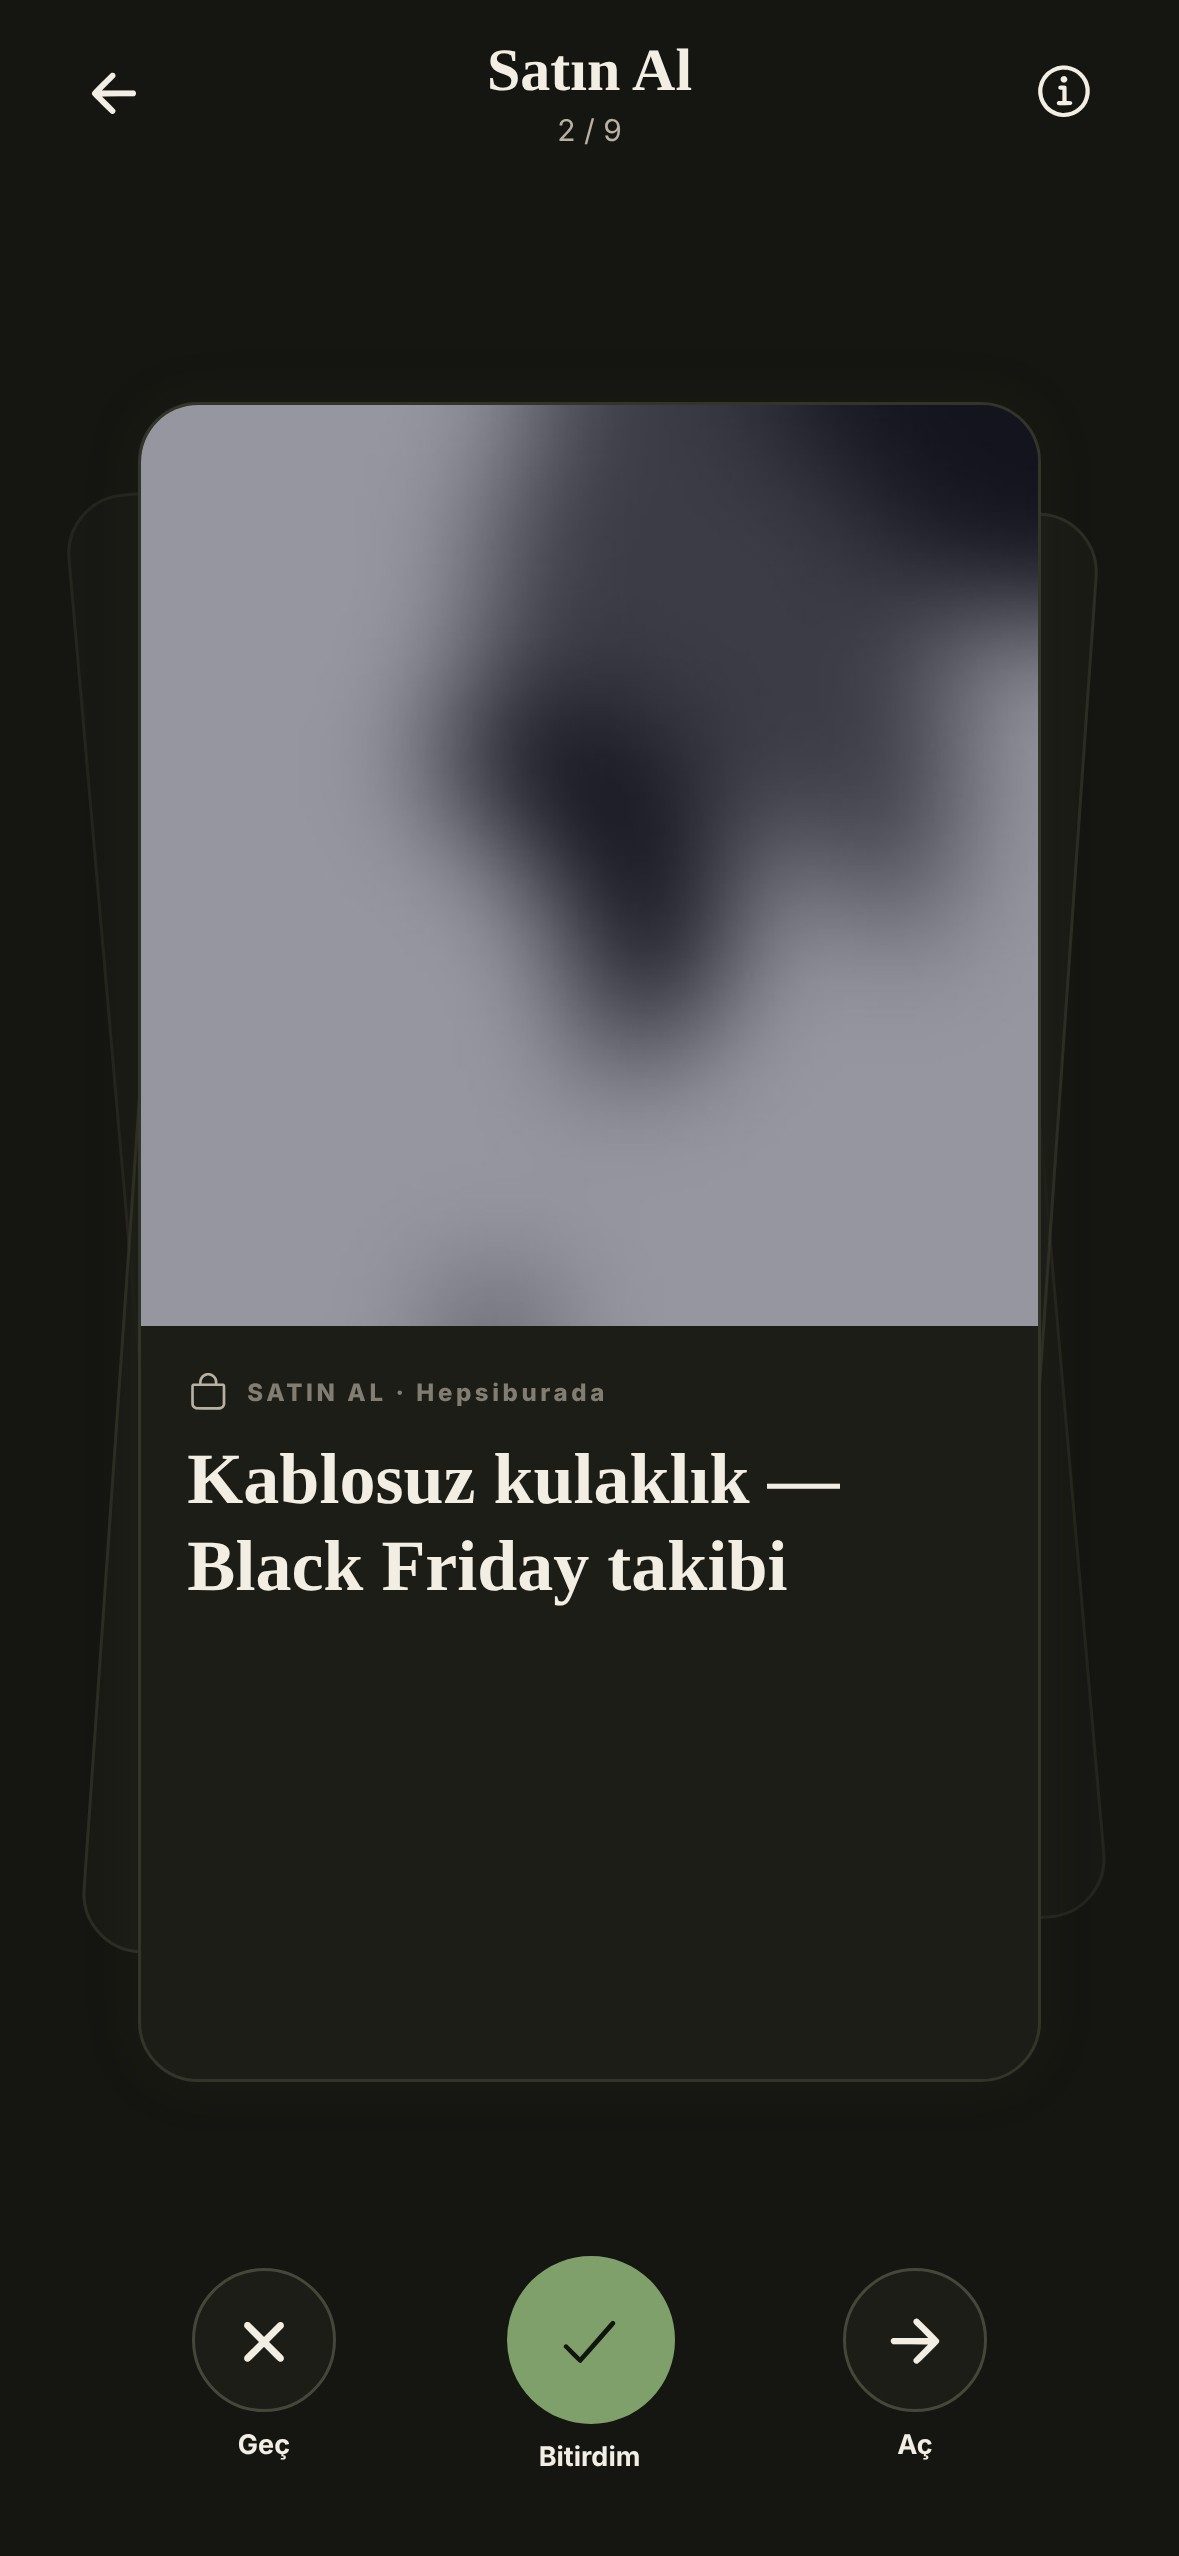 Satın Al
2 / 9
SATIN AL · Hepsiburada
Kablosuz kulaklık —
Black Friday takibi
Geç
Bitirdim
Aç